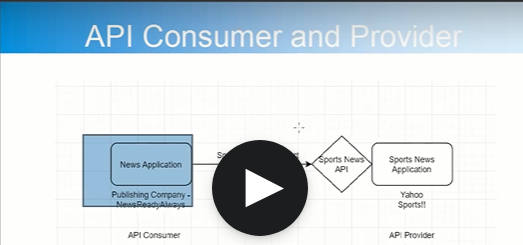 API Consumer and Provider
News Application
Sports News
API
Sports News
Application
Publishing Company -
NewsReadyAlways
Yahoo
Sports!!
API Consumer
API Provider